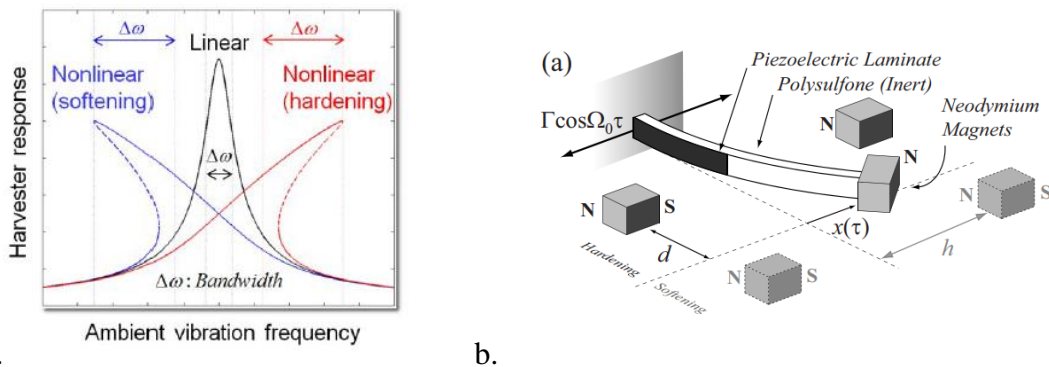 Δω
Linear
Δω
Nonlinear
(softening)
Nonlinear
(hardening)
Δω
Δω: Bandwidth
Harvester response
Ambient vibration frequency
.
b.
(a)
Piezoelectric Laminate
Polysulfone (Inert)
Neodymium
Magnets
ΓcosΩ₀τ
N
N
N
S
N
S
x(τ)
h
d
Hardening
Softening
N
S